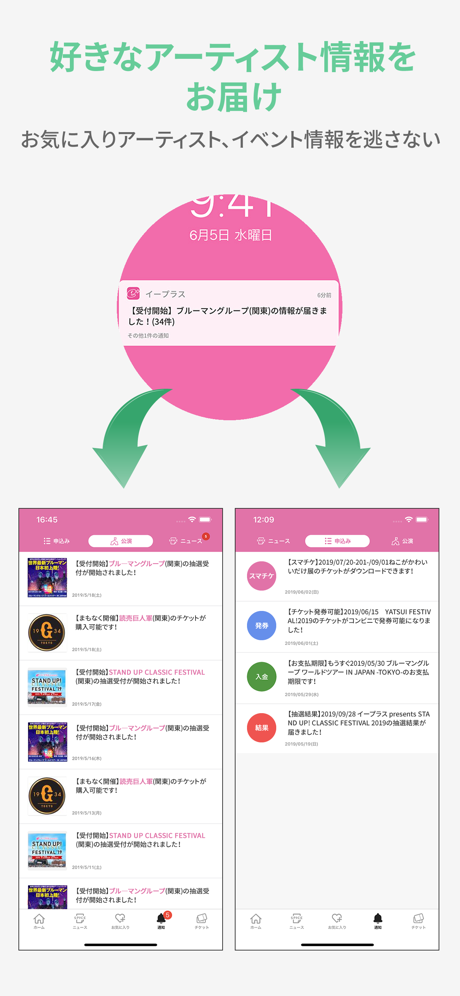 好きなアーティスト情報を
お届け
お気に入りアーティスト、イベント情報を逃さない
9:41
6月5日 水曜日
イープラス
6分前
【受付開始】ブルーマングループ(関東)の情報が届きま
した！(34件)
その他1件の通知
16:45
申込み
公演
ニュース
【受付開始】ブルーマングループ(関東)の抽選受
付が開始されました！
2019/5/18(土)
【まもなく開催】読売巨人軍(関東)のチケットが
購入可能です！
2019/5/18(土)
【受付開始】STAND UP CLASSIC FESTIVAL
(関東)の抽選受付が開始されました！
2019/5/17(金)
【受付開始】ブルーマングループ(関東)の抽選受
付が開始されました！
2019/5/16(木)
【まもなく開催】読売巨人軍(関東)のチケットが
購入可能です！
2019/5/13(月)
【受付開始】STAND UP CLASSIC FESTIVAL
(関東)の抽選受付が開始されました！
2019/5/11(土)
【受付開始】ブルーマングループ(関東)の抽選受
付が開始されました！
ホーム
ニュース
お気に入り
通知
チケット
12:09
ニュース
申込み
公演
スマチケ
【スマチケ】2019/07/20-201-/09/01ねこがかわい
いだけ展のチケットがダウンロードできます！
2019/06/02(日)
発券
【チケット発券可能】2019/06/15　YATSUI FESTIV
AL!2019のチケットがコンビニで発券可能になりま
した！
2019/06/01(土)
入会
【お支払期限】もうすぐ2019/05/30 ブルーマングル
ープ ワールドツアー IN JAPAN -TOKYO-のお支払
期限です！
結果
【抽選結果】2019/09/28 イープラス presents STA
ND UP! CLASSIC FESTIVAL 2019の抽選結果が
届きました！
2019/05/19(日)
ホーム
ニュース
お気に入り
通知
チケット